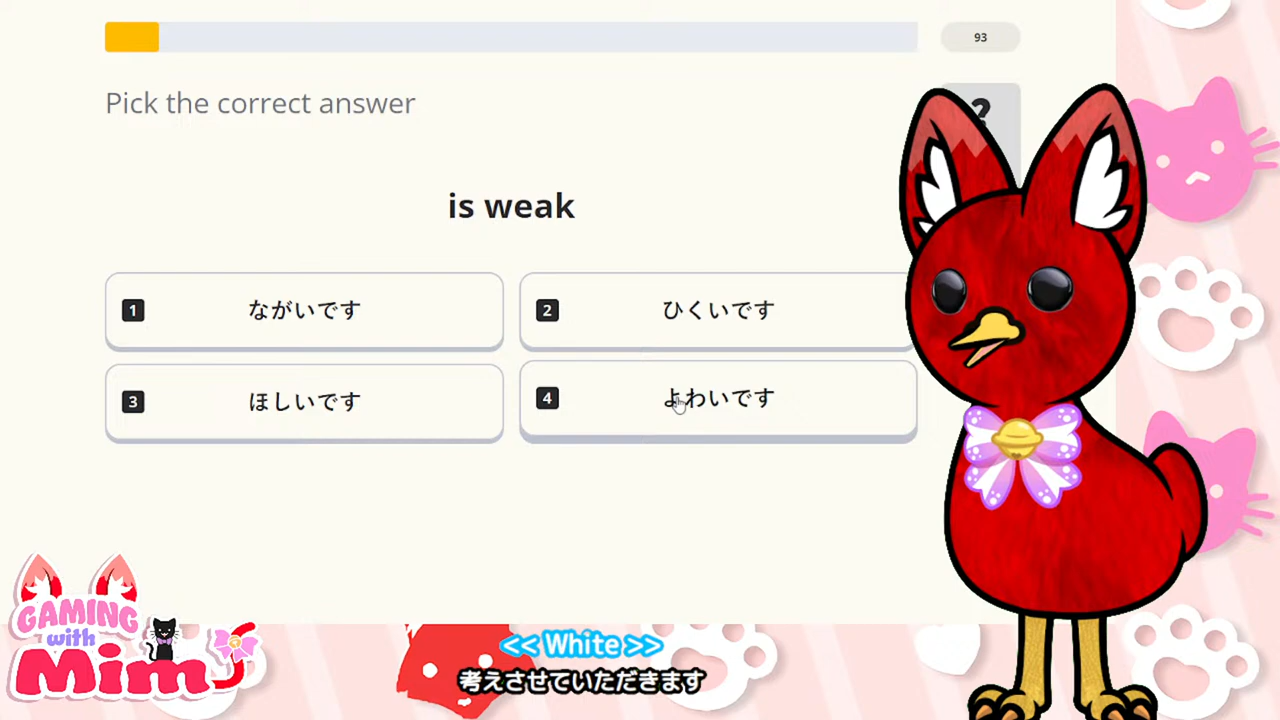 93
Pick the correct answer
?
is weak
1 ながいです
2 ひくいです
3 ほしいです
4 よわいです
GAMING
with
Mim
<< White >>
考えさせていただきます